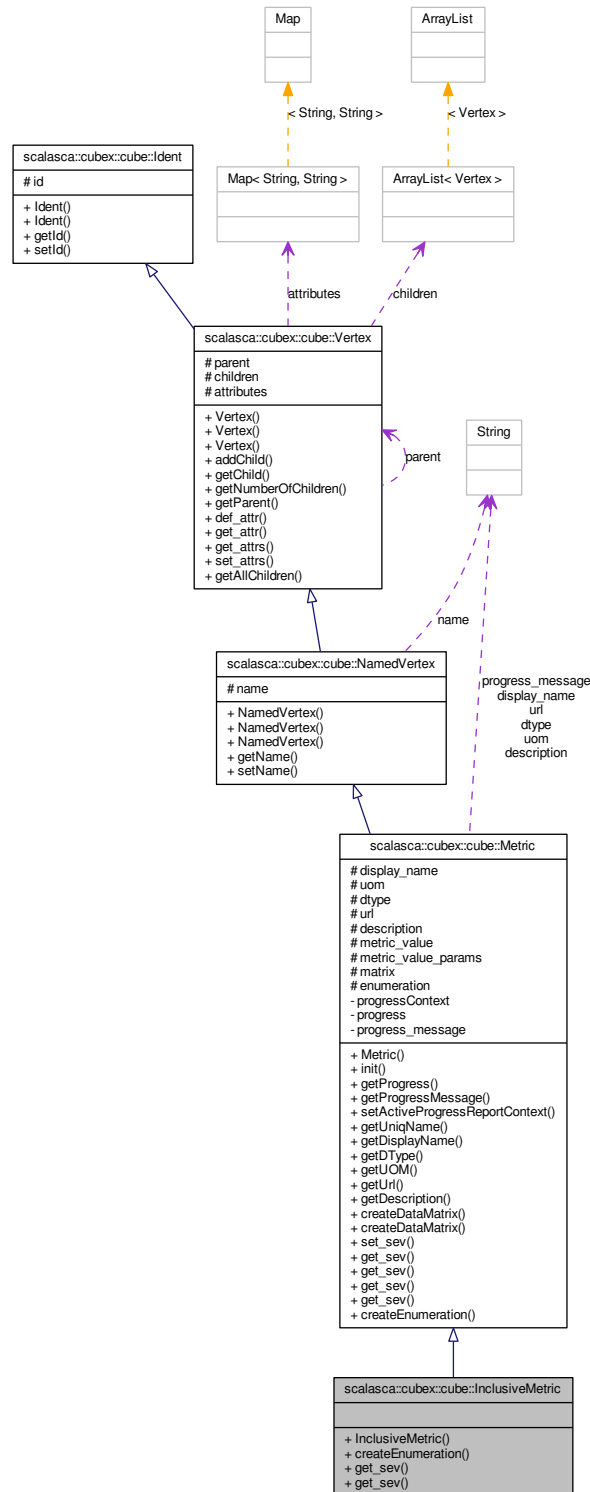 Map
ArrayList
< String, String >
< Vertex >
scalasca::cubex::cube::Ident
# id
+ Ident()
+ Ident()
+ getId()
+ setId()
Map< String, String >
ArrayList< Vertex >
attributes
children
scalasca::cubex::cube::Vertex
# parent
# children
# attributes
+ Vertex()
+ Vertex()
+ Vertex()
+ addChild()
+ getChild()
+ getNumberOfChildren()
+ getParent()
+ def_attr()
+ get_attr()
+ get_attrs()
+ set_attrs()
+ getAllChildren()
parent
String
name
scalasca::cubex::cube::NamedVertex
# name
+ NamedVertex()
+ NamedVertex()
+ NamedVertex()
+ getName()
+ setName()
progress_message
display_name
url
dtype
uom
description
scalasca::cubex::cube::Metric
# display_name
# uom
# dtype
# url
# description
# metric_value
# metric_value_params
# matrix
# enumeration
- progressContext
- progress
- progress_message
+ Metric()
+ init()
+ getProgress()
+ getProgressMessage()
+ setActiveProgressReportContext()
+ getUniqName()
+ getDisplayName()
+ getDType()
+ getUOM()
+ getUrl()
+ getDescription()
+ createDataMatrix()
+ createDataMatrix()
+ set_sev()
+ get_sev()
+ get_sev()
+ get_sev()
+ get_sev()
+ createEnumeration()
scalasca::cubex::cube::InclusiveMetric
+ InclusiveMetric()
+ createEnumeration()
+ get_sev()
+ get_sev()